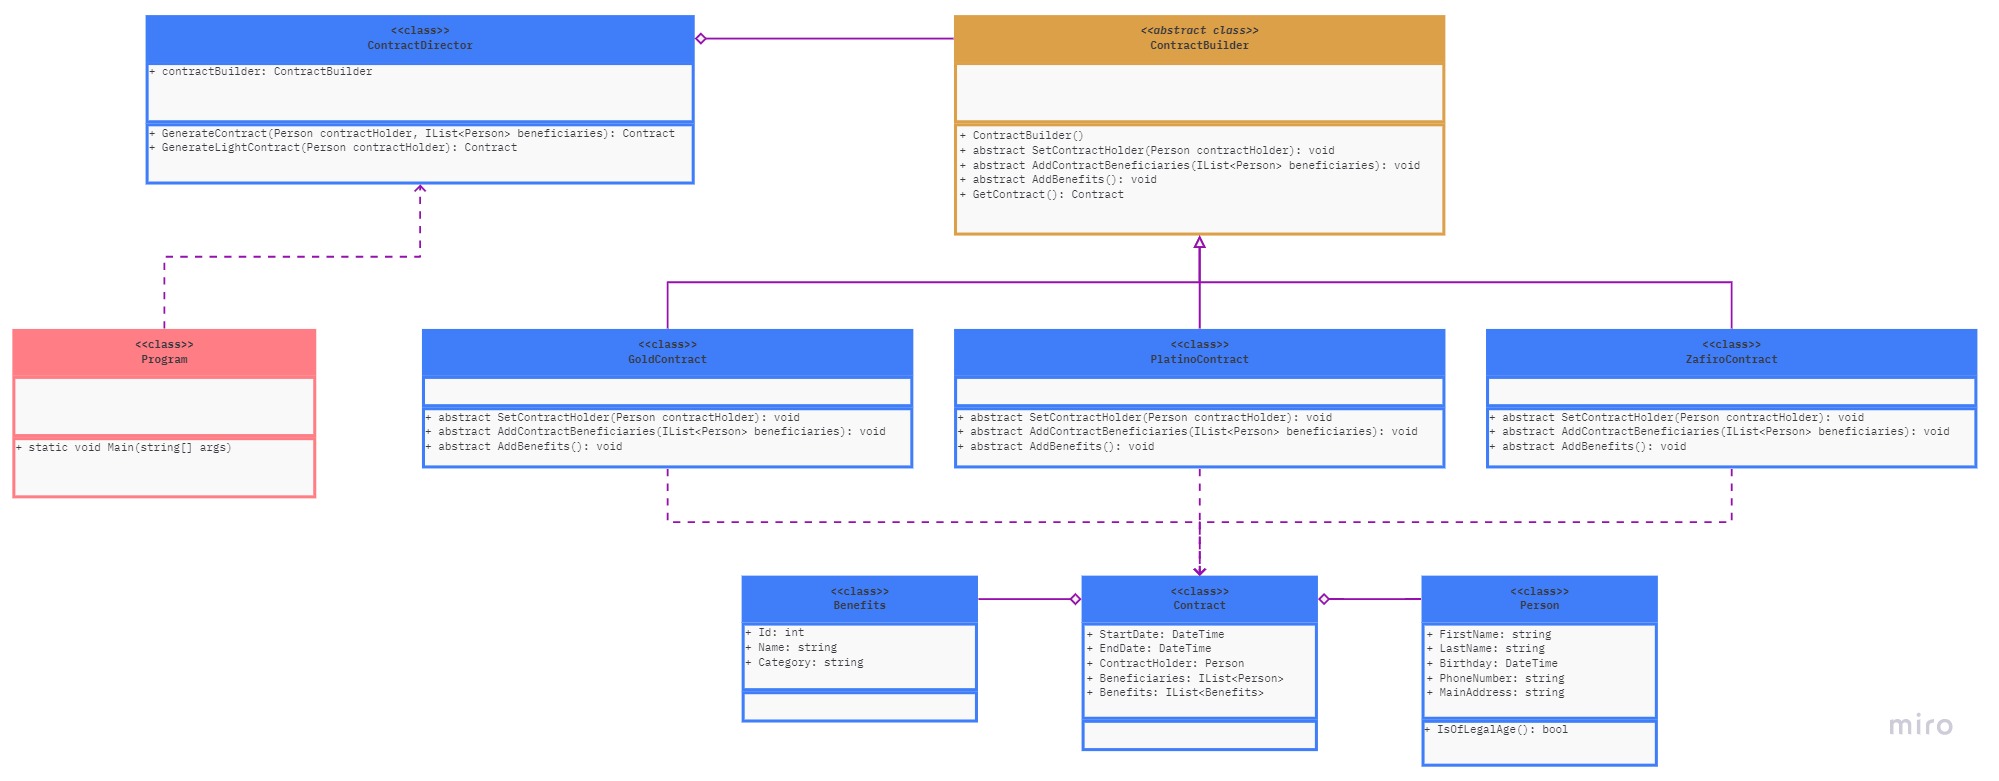 <<class>>
ContractDirector
+ contractBuilder: ContractBuilder
+ GenerateContract(Person contractHolder, IList<Person> beneficiaries): Contract
+ GenerateLightContract(Person contractHolder): Contract
<<abstract class>>
ContractBuilder
+ ContractBuilder()
+ abstract SetContractHolder(Person contractHolder): void
+ abstract AddContractBeneficiaries(IList<Person> beneficiaries): void
+ abstract AddBenefits(): void
+ GetContract(): Contract
<<class>>
Program
+ static void Main(string[] args)
<<class>>
GoldContract
+ abstract SetContractHolder(Person contractHolder): void
+ abstract AddContractBeneficiaries(IList<Person> beneficiaries): void
+ abstract AddBenefits(): void
<<class>>
PlatinoContract
+ abstract SetContractHolder(Person contractHolder): void
+ abstract AddContractBeneficiaries(IList<Person> beneficiaries): void
+ abstract AddBenefits(): void
<<class>>
ZafiroContract
+ abstract SetContractHolder(Person contractHolder): void
+ abstract AddContractBeneficiaries(IList<Person> beneficiaries): void
+ abstract AddBenefits(): void
<<class>>
Benefits
+ Id: int
+ Name: string
+ Category: string
<<class>>
Contract
+ StartDate: DateTime
+ EndDate: DateTime
+ ContractHolder: Person
+ Beneficiaries: IList<Person>
+ Benefits: IList<Benefits>
<<class>>
Person
+ FirstName: string
+ LastName: string
+ Birthday: DateTime
+ PhoneNumber: string
+ MainAddress: string
+ IsOfLegalAge(): bool
miro